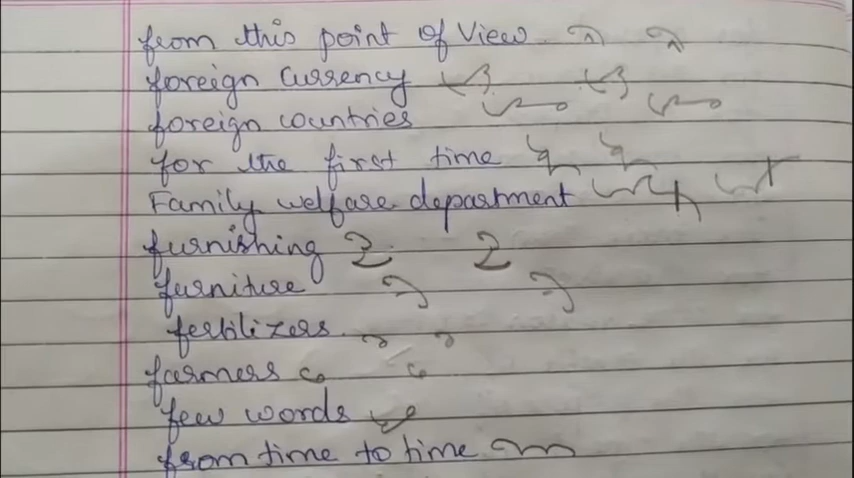 from this point of View
foreign Currency
foreign countries
for the first time
Family welfare department
furnishing
furniture
fertilizers
farmers
few words
from time to time